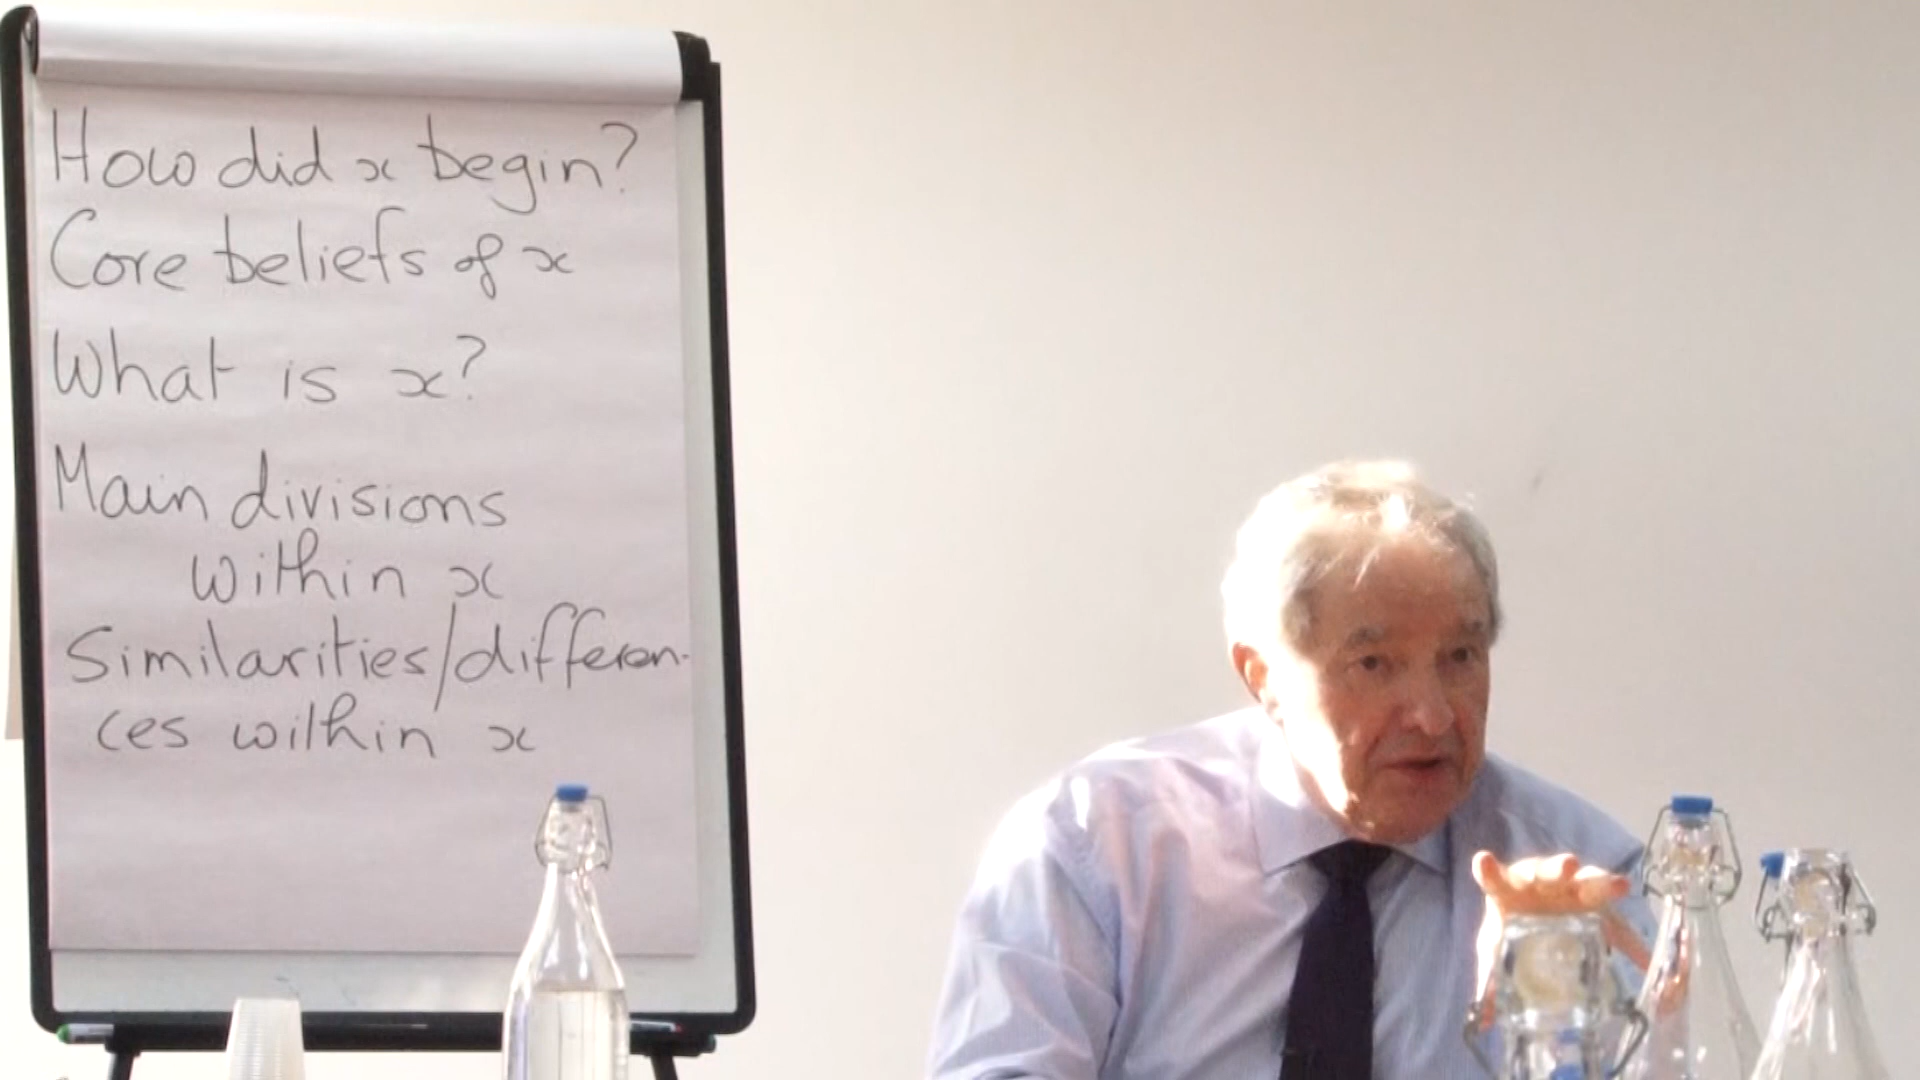 How did x begin?
Core beliefs of x
What is x?
Main divisions
within x
Similarities/differen-
ces within x